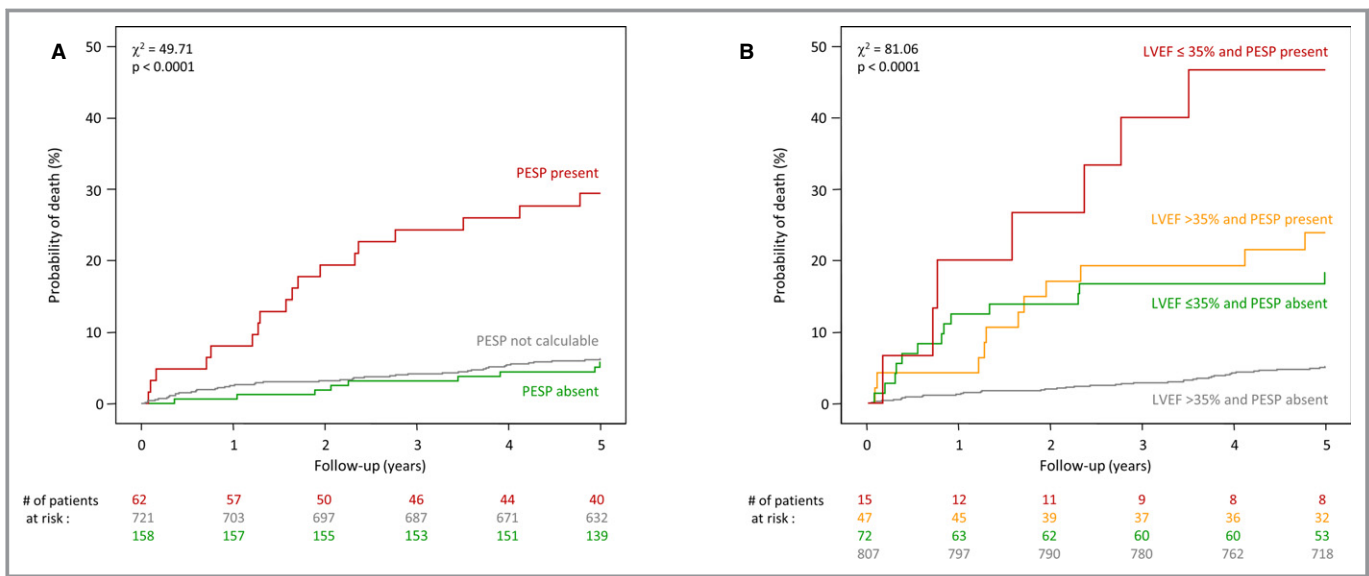 A
χ² = 49.71
p < 0.0001
50
40
30
20
10
0
Probability of death (%)
PESP present
PESP not calculable
PESP absent
0 1 2 3 4 5
Follow-up (years)
# of patients 62 57 50 46 44 40
at risk : 721 703 697 687 671 632
158 157 155 153 151 139
B
χ² = 81.06
p < 0.0001
50
40
30
20
10
0
Probability of death (%)
LVEF ≤ 35% and PESP present
LVEF >35% and PESP present
LVEF ≤35% and PESP absent
LVEF >35% and PESP absent
0 1 2 3 4 5
Follow-up (years)
# of patients 15 12 11 9 8 8
at risk : 47 45 39 37 36 32
72 63 62 60 60 53
807 797 790 780 762 718